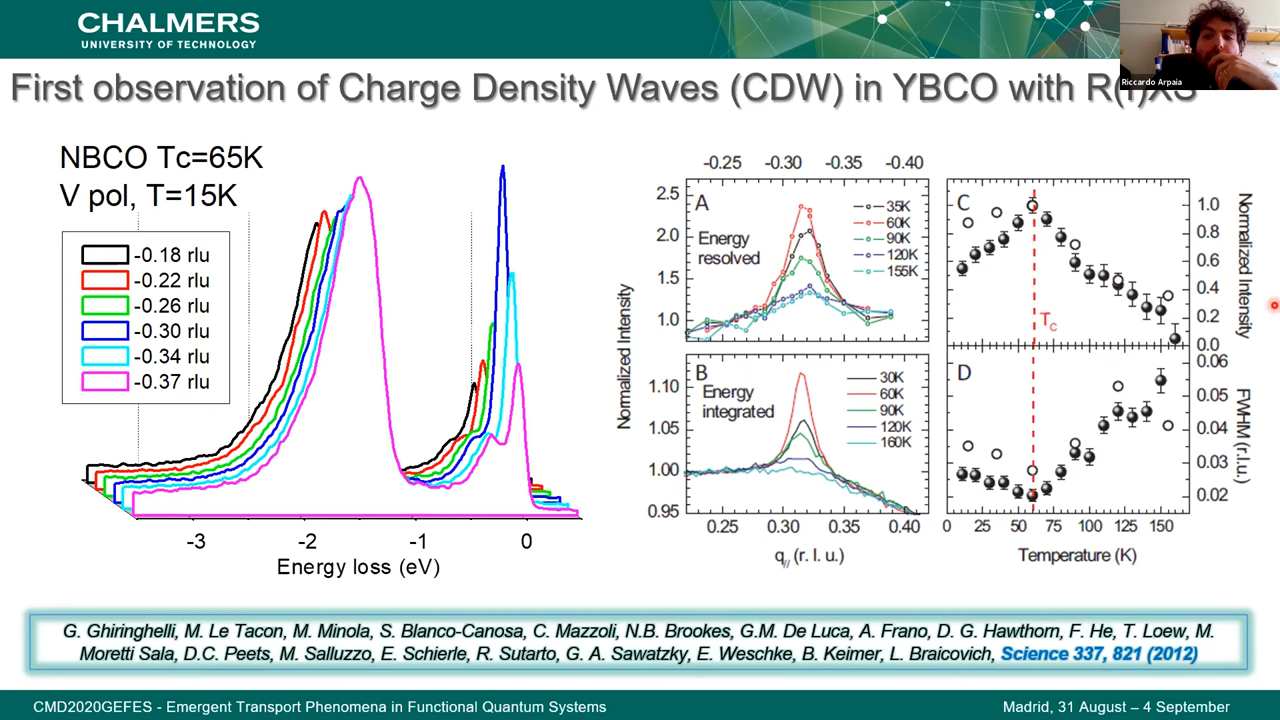 CHALMERS
UNIVERSITY OF TECHNOLOGY
Riccardo Arpaia
First observation of Charge Density Waves (CDW) in YBCO with R(I)XS
NBCO Tc=65K
V pol, T=15K
-0.18 rlu
-0.22 rlu
-0.26 rlu
-0.30 rlu
-0.34 rlu
-0.37 rlu
-3 -2 -1 0
Energy loss (eV)
-0.25 -0.30 -0.35 -0.40
Normalized Intensity
2.5
2.0
1.5
1.0
A
Energy
resolved
35K
60K
90K
120K
155K
1.10
1.05
1.00
0.95
B
Energy
integrated
30K
60K
90K
120K
160K
0.25 0.30 0.35 0.40
q// (r. l. u.)
C
Tc
1.0
0.8
0.6
0.4
0.2
0.0
Normalized Intensity
D
0.06
0.05
0.04
0.03
0.02
FWHM (r.l.u.)
0 25 50 75 100 125 150
Temperature (K)
G. Ghiringhelli, M. Le Tacon, M. Minola, S. Blanco-Canosa, C. Mazzoli, N.B. Brookes, G.M. De Luca, A. Frano, D. G. Hawthorn, F. He, T. Loew, M.
Moretti Sala, D.C. Peets, M. Salluzzo, E. Schierle, R. Sutarto, G. A. Sawatzky, E. Weschke, B. Keimer, L. Braicovich, Science 337, 821 (2012)
CMD2020GEFES - Emergent Transport Phenomena in Functional Quantum Systems
Madrid, 31 August – 4 September